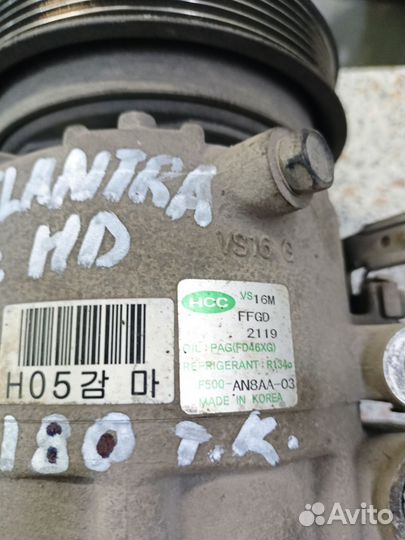 LANTRA
HD
VS16 G
HCC
VS16M
FFGD
2119
OIL:PAG(FD46XG)
REFRIGERANT:R134a
F500-AN8AA-03
MADE IN KOREA
H05감 마
180 T.K.
Avito